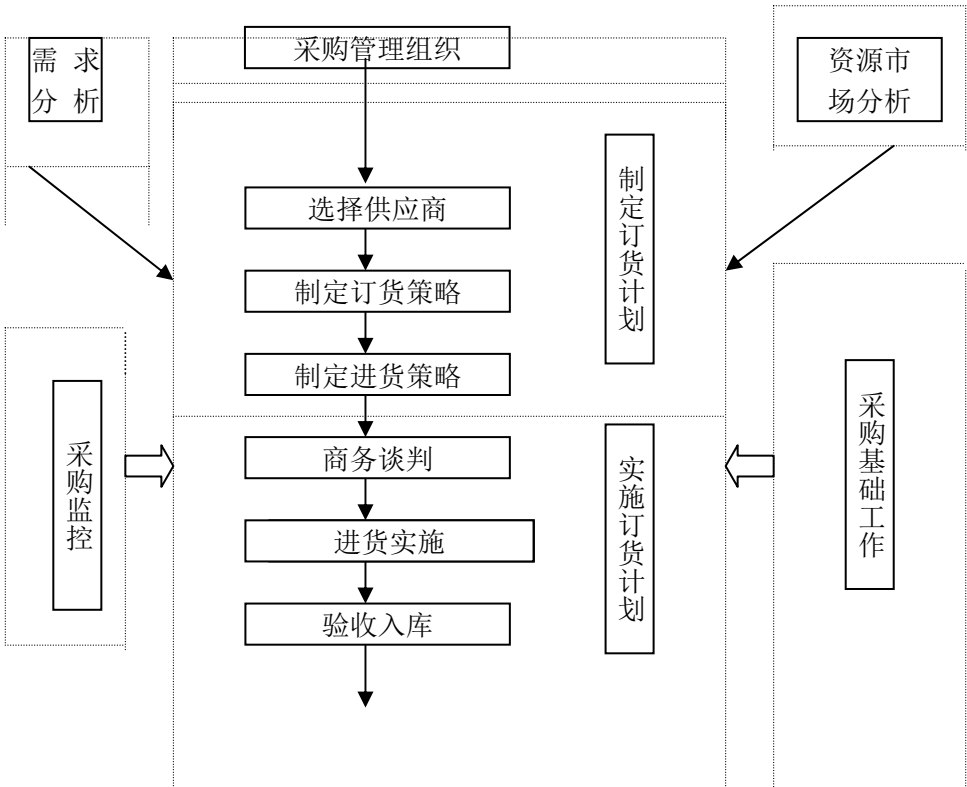 采购管理组织
需 求
分 析
资源市
场分析
选择供应商
制定订货策略
制定进货策略
制定订货计划
商务谈判
进货实施
验收入库
实施订货计划
采购监控
采购基础工作